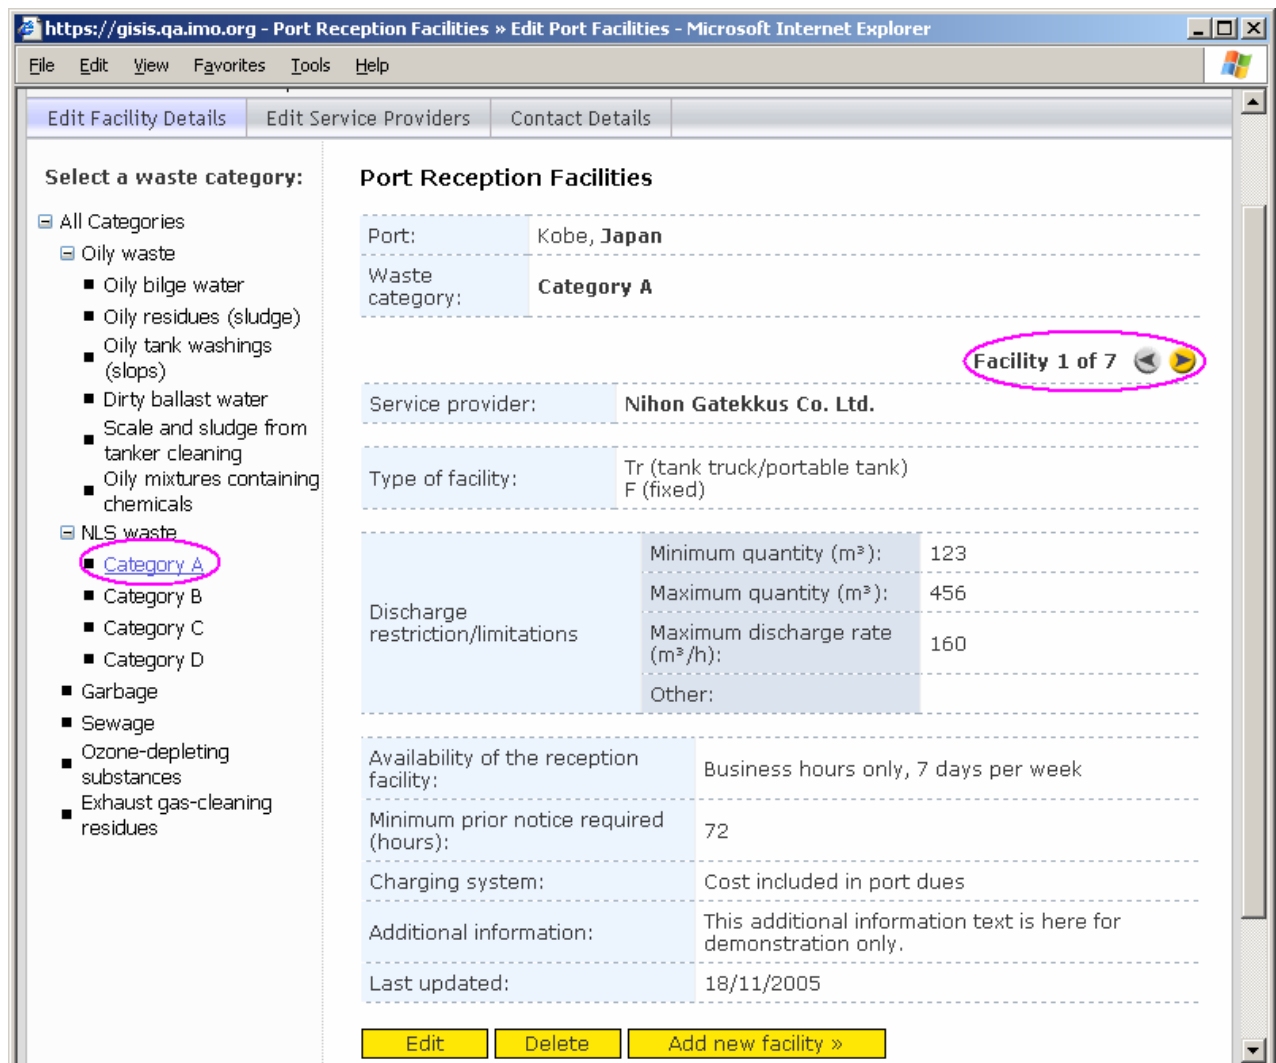 https://gisis.qa.imo.org - Port Reception Facilities » Edit Port Facilities - Microsoft Internet Explorer
File Edit View Favorites Tools Help
Edit Facility Details Edit Service Providers Contact Details
Select a waste category:
All Categories
Oily waste
Oily bilge water
Oily residues (sludge)
Oily tank washings
(slops)
Dirty ballast water
Scale and sludge from
tanker cleaning
Oily mixtures containing
chemicals
NLS waste
Category A
Category B
Category C
Category D
Garbage
Sewage
Ozone-depleting
substances
Exhaust gas-cleaning
residues
Port Reception Facilities
Port: Kobe, Japan
Waste
category: Category A
Facility 1 of 7
Service provider: Nihon Gatekkus Co. Ltd.
Type of facility: Tr (tank truck/portable tank)
F (fixed)
Discharge
restriction/limitations
Minimum quantity (m³): 123
Maximum quantity (m³): 456
Maximum discharge rate
(m³/h): 160
Other:
Availability of the reception
facility: Business hours only, 7 days per week
Minimum prior notice required
(hours): 72
Charging system: Cost included in port dues
Additional information: This additional information text is here for
demonstration only.
Last updated: 18/11/2005
Edit Delete Add new facility »